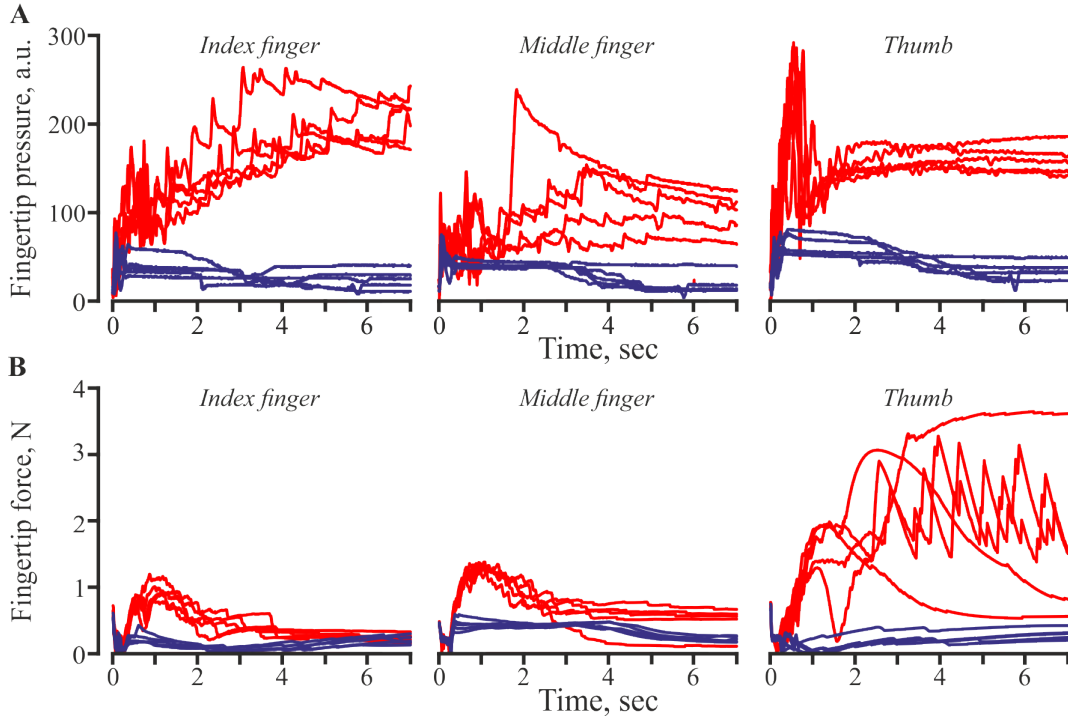 A
Index finger Middle finger Thumb
Fingertip pressure, a.u.
300
200
100
0
0 2 4 6 0 2 4 6 0 2 4 6
Time, sec
B
Index finger Middle finger Thumb
Fingertip force, N
4
3
2
1
0
0 2 4 6 0 2 4 6 0 2 4 6
Time, sec